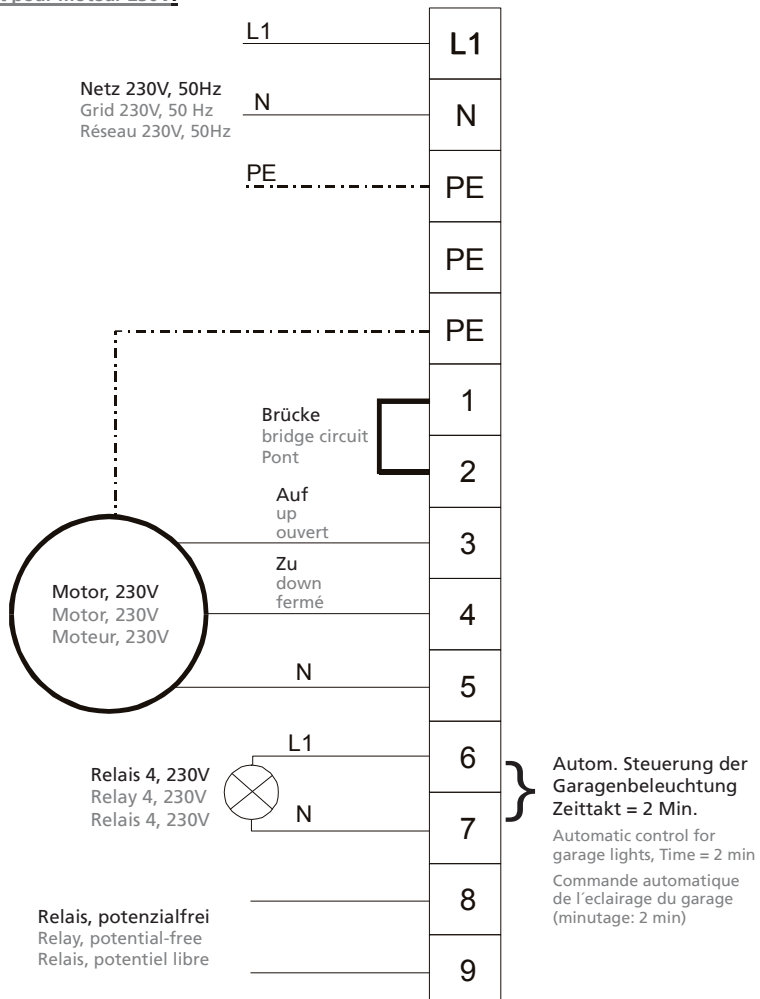 pour moteur 230V:
L1
L1
Netz 230V, 50Hz
Grid 230V, 50 Hz
Réseau 230V, 50Hz
N
N
PE
PE
PE
PE
Brücke
bridge circuit
Pont
1
2
Auf
up
ouvert
3
Zu
down
fermé
4
Motor, 230V
Motor, 230V
Moteur, 230V
N
5
L1
6
Relais 4, 230V
Relay 4, 230V
Relais 4, 230V
N
7
Autom. Steuerung der
Garagenbeleuchtung
Zeittakt = 2 Min.
Automatic control for
garage lights, Time = 2 min
Commande automatique
de l´eclairage du garage
(minutage: 2 min)
8
Relais, potenzialfrei
Relay, potential-free
Relais, potentiel libre
9